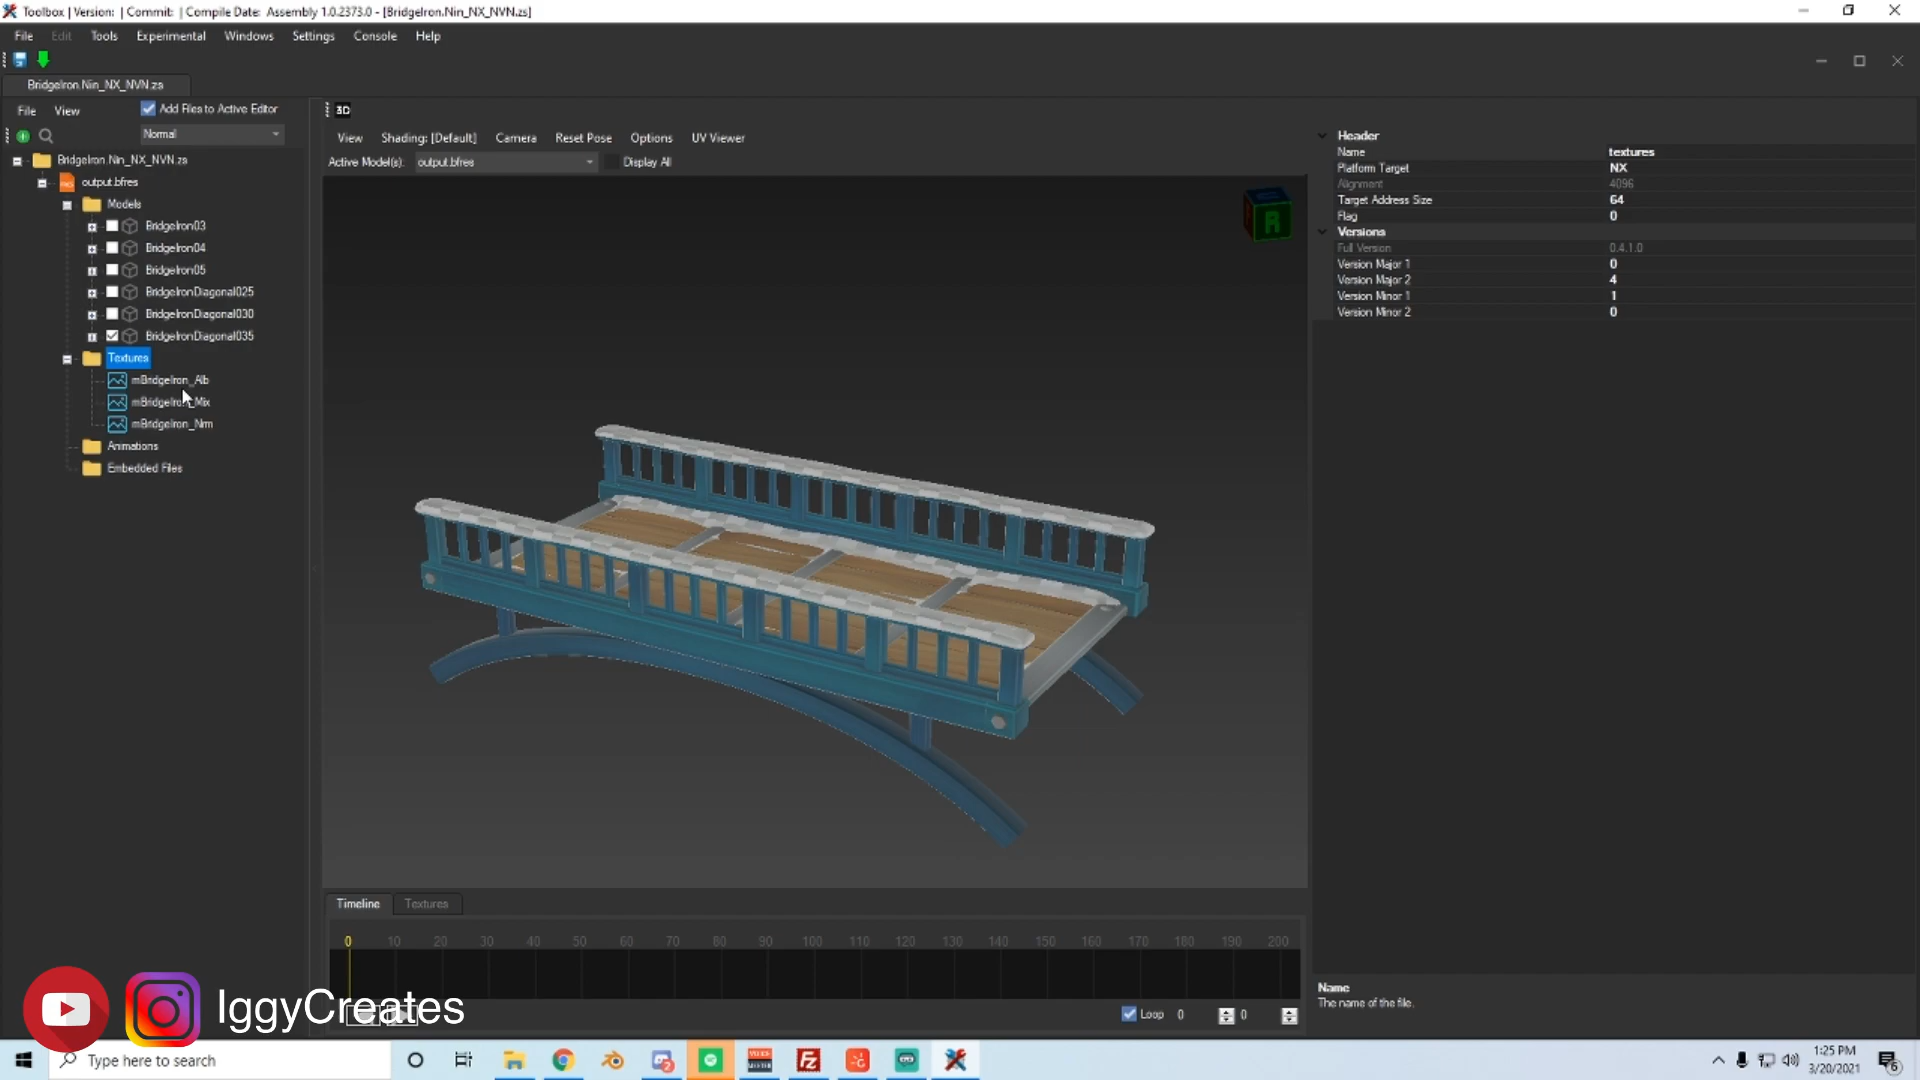 Toolbox | Version: | Commit: | Compile Date: Assembly 1.0.2373.0 - [BridgeIron.Nin_NX_NVN.zs]
File Edit Tools Experimental Windows Settings Console Help
BridgeIron.Nin_NX_NVN.zs
File View Add Files to Active Editor
Normal
BridgeIron.Nin_NX_NVN.zs
output.bfres
Models
BridgeIron03
BridgeIron04
BridgeIron05
BridgeIronDiagonal025
BridgeIronDiagonal030
BridgeIronDiagonal035
Textures
mBridgeIron_Alb
mBridgeIron_Mix
mBridgeIron_Nrm
Animations
Embedded Files
3D
View Shading: [Default] Camera Reset Pose Options UV Viewer
Active Model(s): output.bfres Display All
R
Header
Name textures
Platform Target NX
Alignment 4096
Target Address Size 64
Flag 0
Versions
Full Version 0.4.1.0
Version Major 1 0
Version Major 2 4
Version Minor 1 1
Version Minor 2 0
Timeline Textures
0 10 20 30 40 50 60 70 80 90 100 110 120 130 140 150 160 170 180 190 200
Loop 0 0
Name
The name of the file.
IggyCreates
Type here to search
1:25 PM
3/20/2021